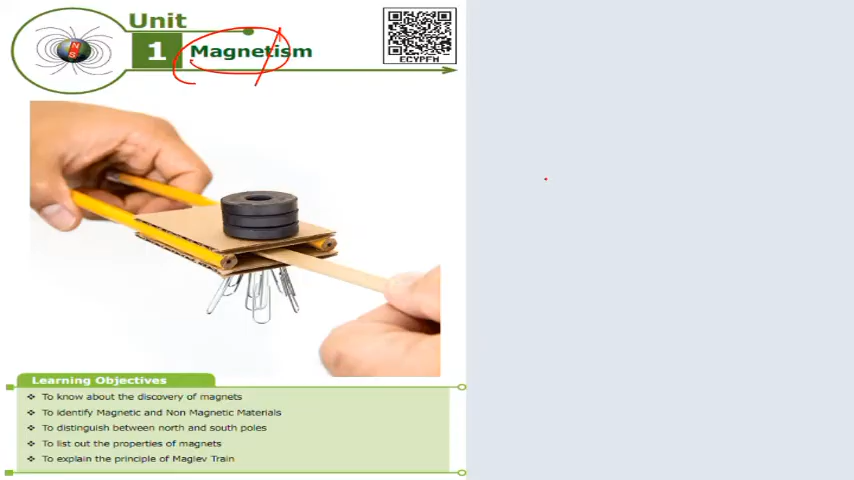 Unit
1 Magnetism
N
S
ECYPFM
Learning Objectives
❖ To know about the discovery of magnets
❖ To identify Magnetic and Non Magnetic Materials
❖ To distinguish between north and south poles
❖ To list out the properties of magnets
❖ To explain the principle of Maglev Train